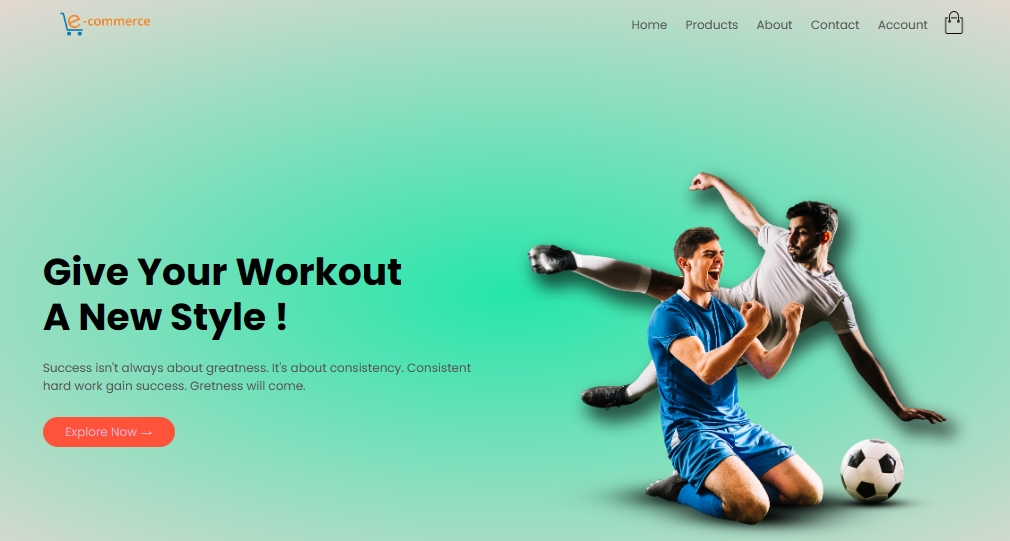 e-commerce
Home Products About Contact Account
Give Your Workout
A New Style !
Success isn't always about greatness. It's about consistency. Consistent
hard work gain success. Gretness will come.
Explore Now →